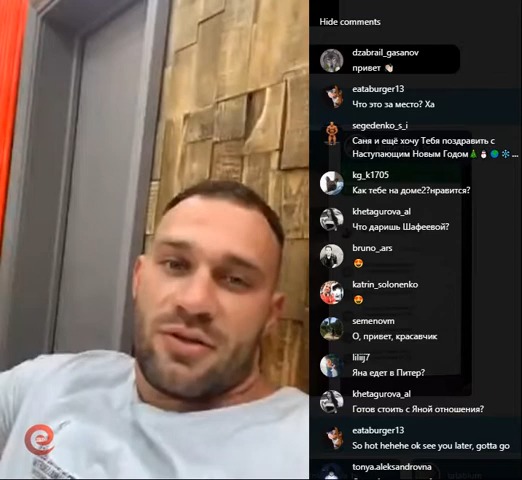 Hide comments
dzabrail_gasanov
привет 👋🏻
eataburger13
Что это за место? Ха
segedenko_s_i
Саня и ещё хочу Тебя поздравить с
Наступающим Новым Годом🎄⛄🌏❄️...
kg_k1705
Как тебе на доме2?нравится?
khetagurova_al
Что даришь Шафеевой?
bruno_.ars
😍
katrin_solonenko
😍
semenovm
О, привет, красавчик
liliij7
Яна едет в Питер?
khetagurova_al
Готов стоить с Яной отношения?
eataburger13
So hot hehehe ok see you later, gotta go
tonya.aleksandrovna